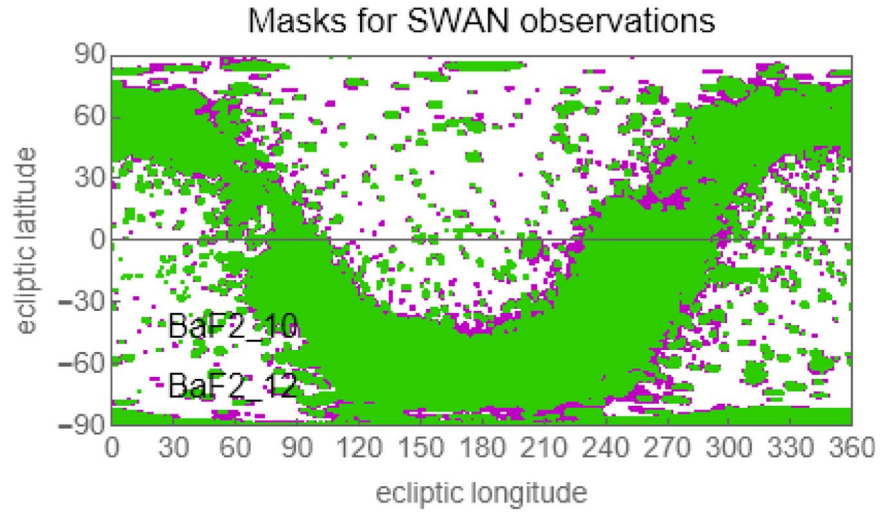 Masks for SWAN observations
ecliptic latitude
90
60
30
0
−30
−60
−90
BaF2_10
BaF2_12
0 30 60 90 120 150 180 210 240 270 300 330 360
ecliptic longitude